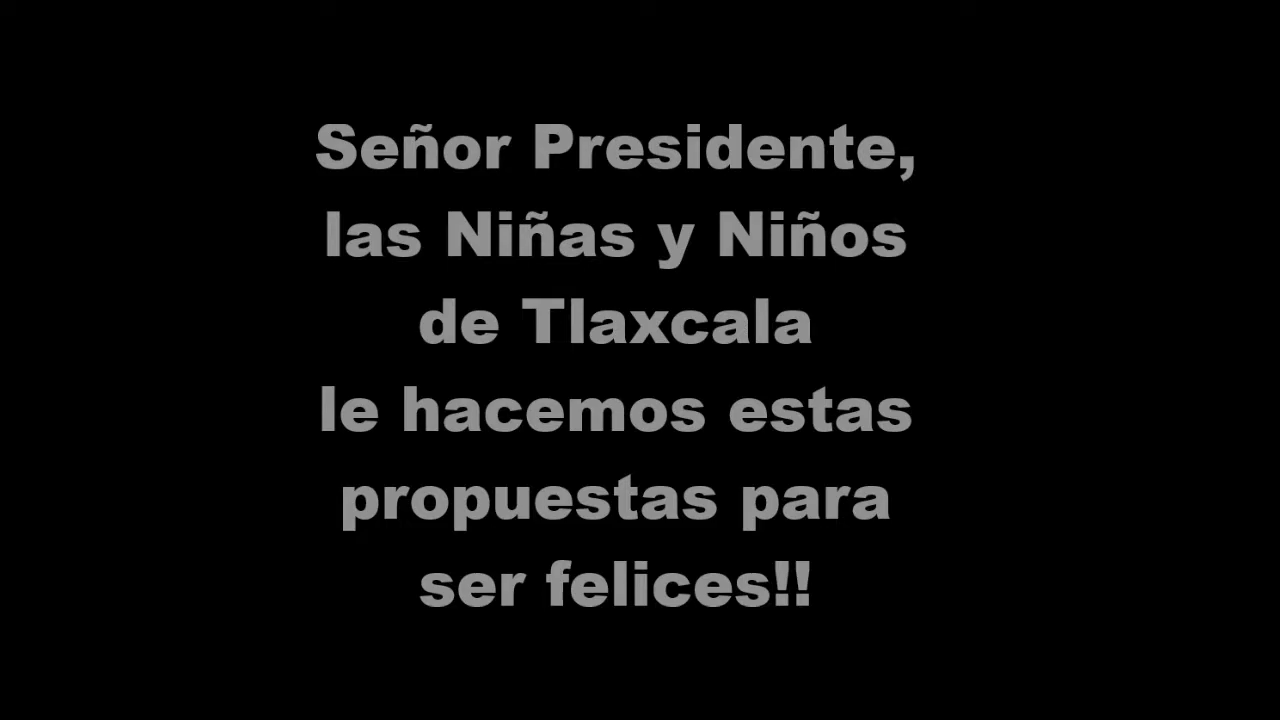 Señor Presidente,
las Niñas y Niños
de Tlaxcala
le hacemos estas
propuestas para
ser felices!!